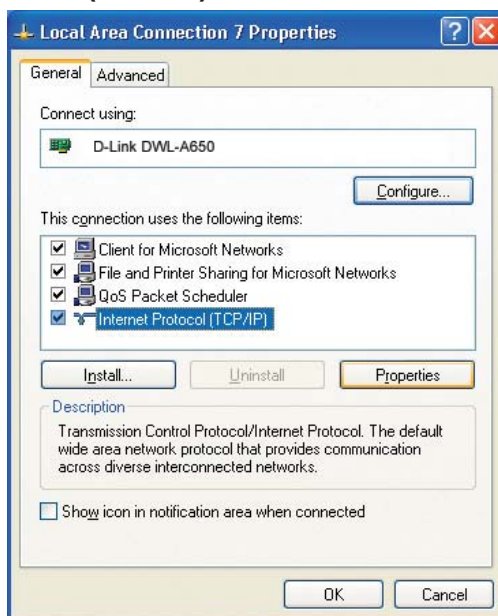 Local Area Connection 7 Properties
General Advanced
Connect using:
D-Link DWL-A650
Configure...
This connection uses the following items:
Client for Microsoft Networks
File and Printer Sharing for Microsoft Networks
QoS Packet Scheduler
Internet Protocol (TCP/IP)
Install... Uninstall Properties
Description
Transmission Control Protocol/Internet Protocol. The default
wide area network protocol that provides communication
across diverse interconnected networks.
Show icon in notification area when connected
OK Cancel